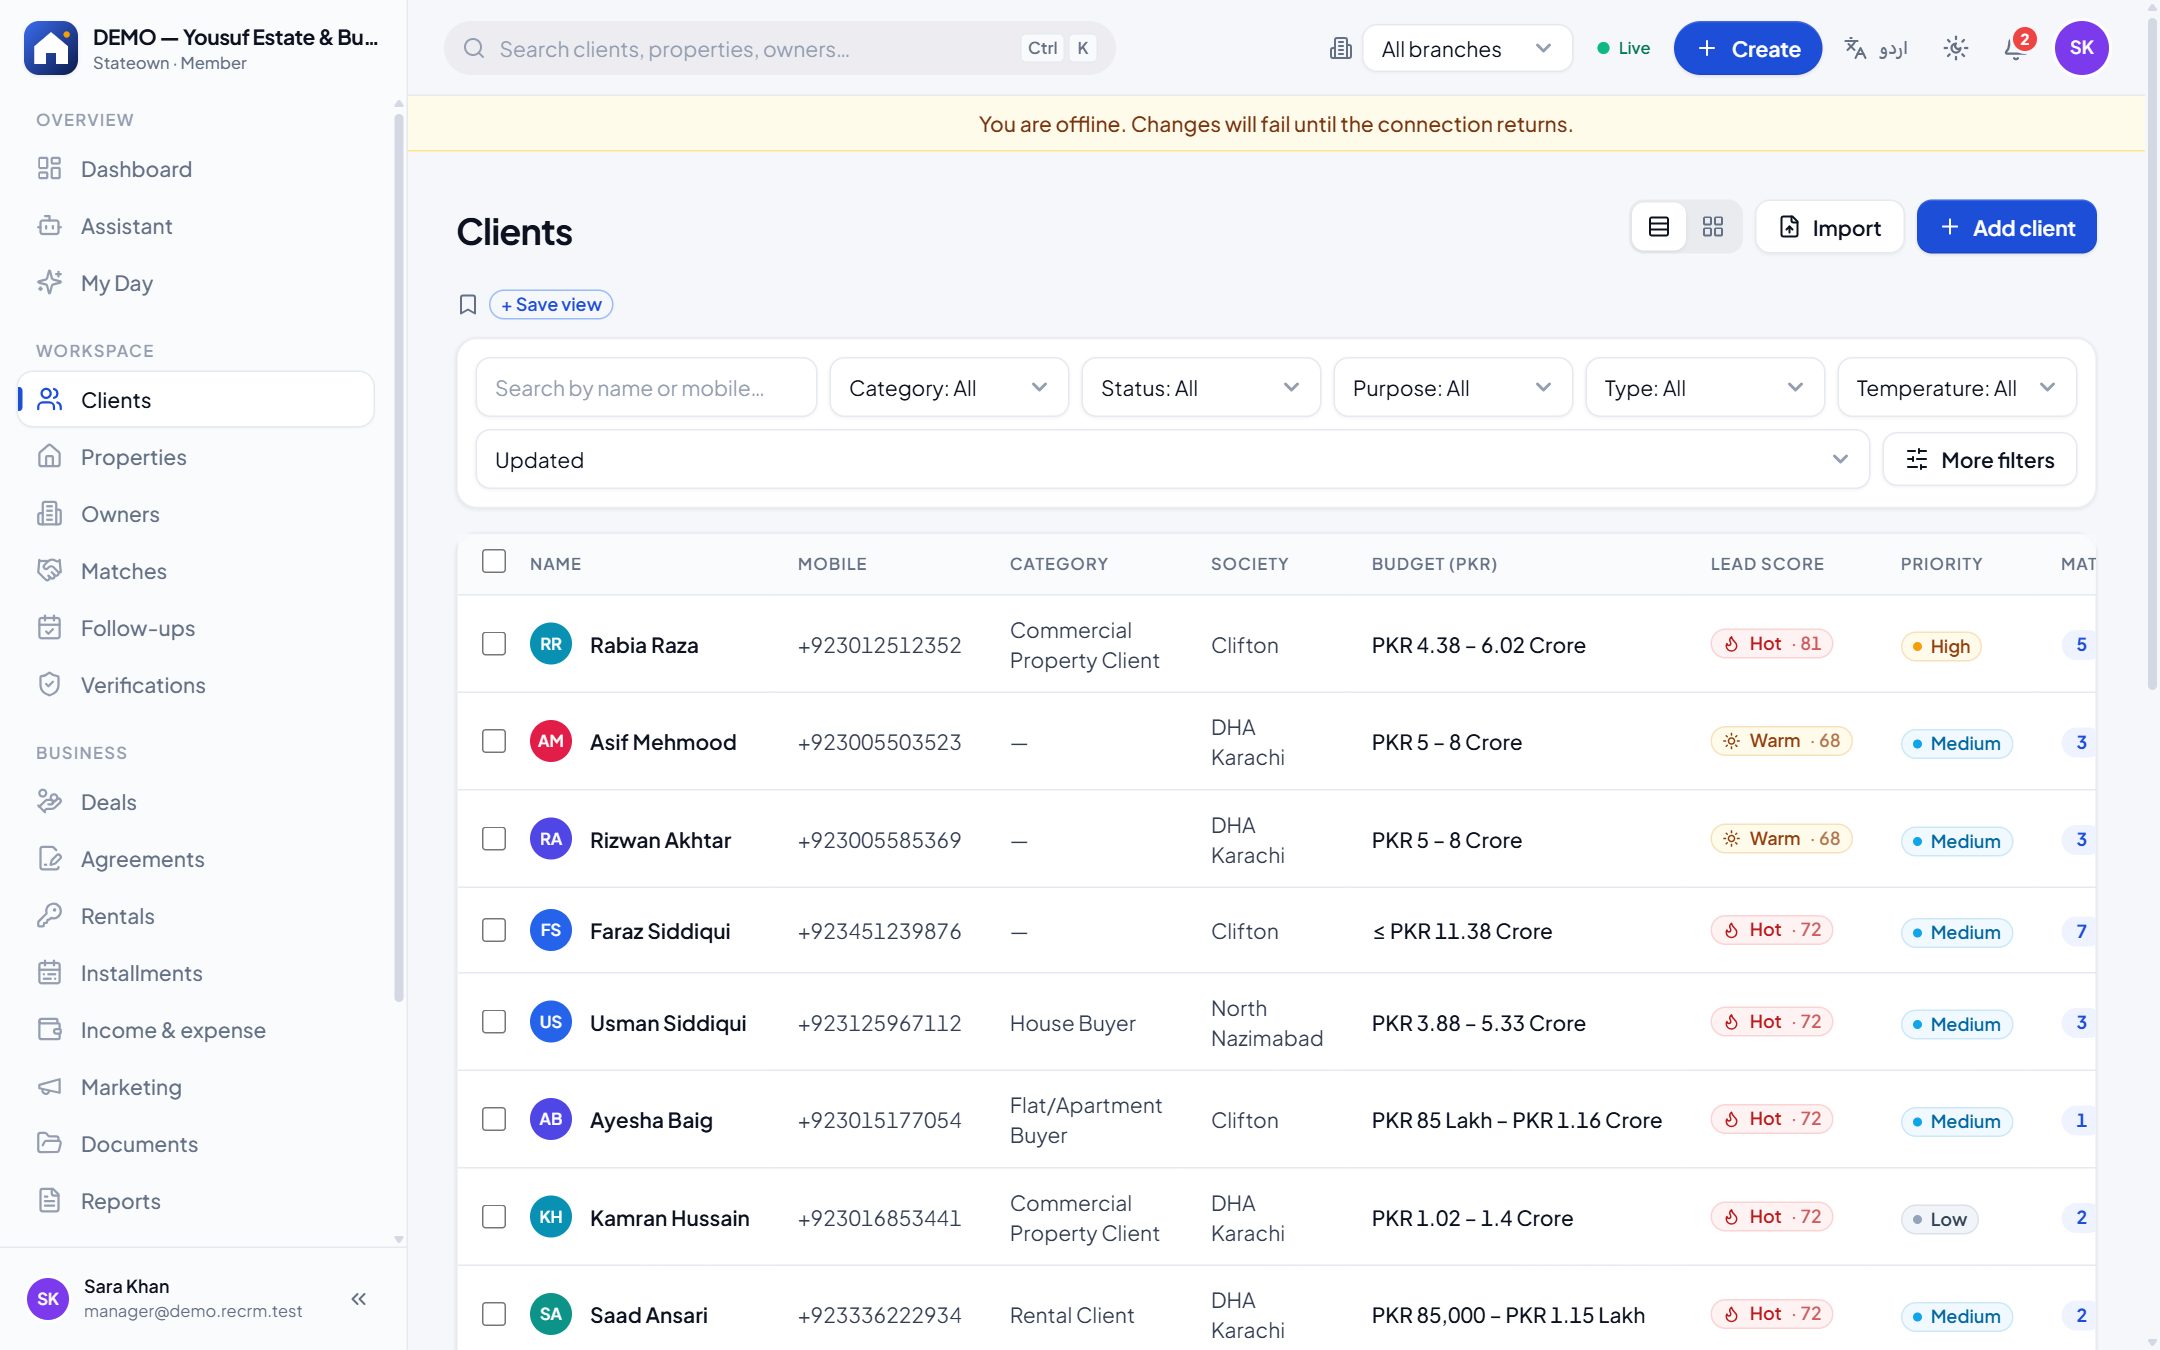 DEMO — Yousuf Estate & Bu...
Stateown · Member
Search clients, properties, owners...
Ctrl K
All branches
Live
+ Create
اردو
2
SK
OVERVIEW
Dashboard
Assistant
My Day
WORKSPACE
Clients
Properties
Owners
Matches
Follow-ups
Verifications
BUSINESS
Deals
Agreements
Rentals
Installments
Income & expense
Marketing
Documents
Reports
SK
Sara Khan
manager@demo.recrm.test
You are offline. Changes will fail until the connection returns.
Clients
Import
+ Add client
+ Save view
Search by name or mobile...
Category: All
Status: All
Purpose: All
Type: All
Temperature: All
Updated
More filters
NAME MOBILE CATEGORY SOCIETY BUDGET (PKR) LEAD SCORE PRIORITY MAT
RR Rabia Raza +923012512352 Commercial Property Client Clifton PKR 4.38 – 6.02 Crore Hot · 81 High 5
AM Asif Mehmood +923005503523 — DHA Karachi PKR 5 – 8 Crore Warm · 68 Medium 3
RA Rizwan Akhtar +923005585369 — DHA Karachi PKR 5 – 8 Crore Warm · 68 Medium 3
FS Faraz Siddiqui +923451239876 — Clifton ≤ PKR 11.38 Crore Hot · 72 Medium 7
US Usman Siddiqui +923125967112 House Buyer North Nazimabad PKR 3.88 – 5.33 Crore Hot · 72 Medium 3
AB Ayesha Baig +923015177054 Flat/Apartment Buyer Clifton PKR 85 Lakh – PKR 1.16 Crore Hot · 72 Medium 1
KH Kamran Hussain +923016853441 Commercial Property Client DHA Karachi PKR 1.02 – 1.4 Crore Hot · 72 Low 2
SA Saad Ansari +923336222934 Rental Client DHA Karachi PKR 85,000 – PKR 1.15 Lakh Hot · 72 Medium 2